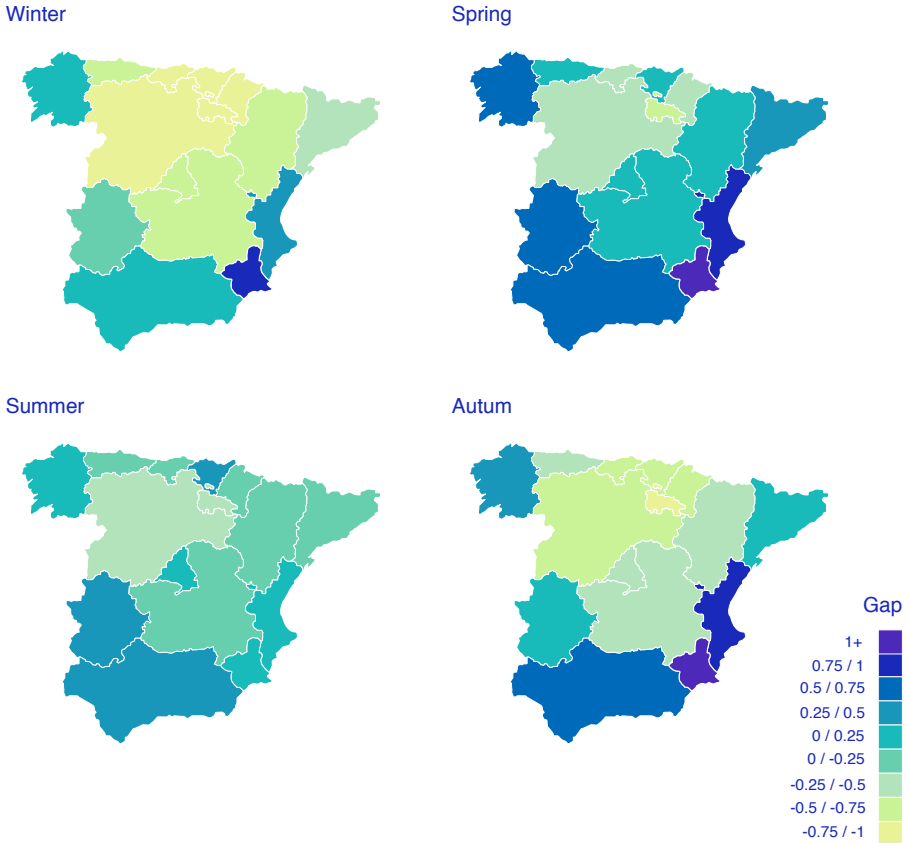 Winter
Spring
Summer
Autum
Gap
1+
0.75 / 1
0.5 / 0.75
0.25 / 0.5
0 / 0.25
0 / -0.25
-0.25 / -0.5
-0.5 / -0.75
-0.75 / -1